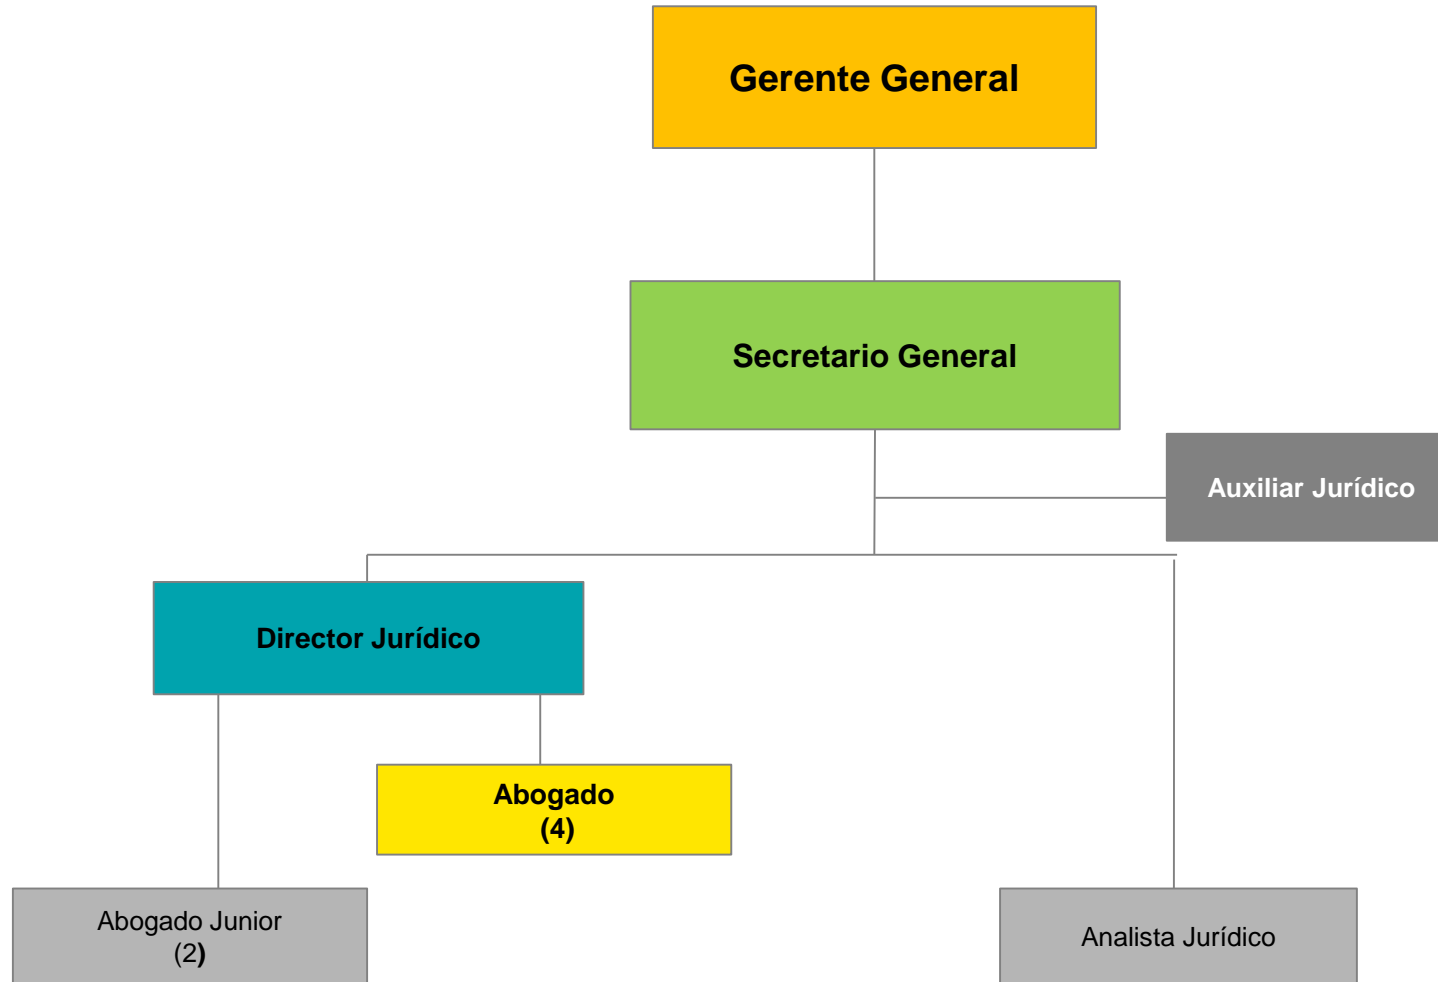 Gerente General
Secretario General
Auxiliar Jurídico
Director Jurídico
Abogado
(4)
Abogado Junior
(2)
Analista Jurídico